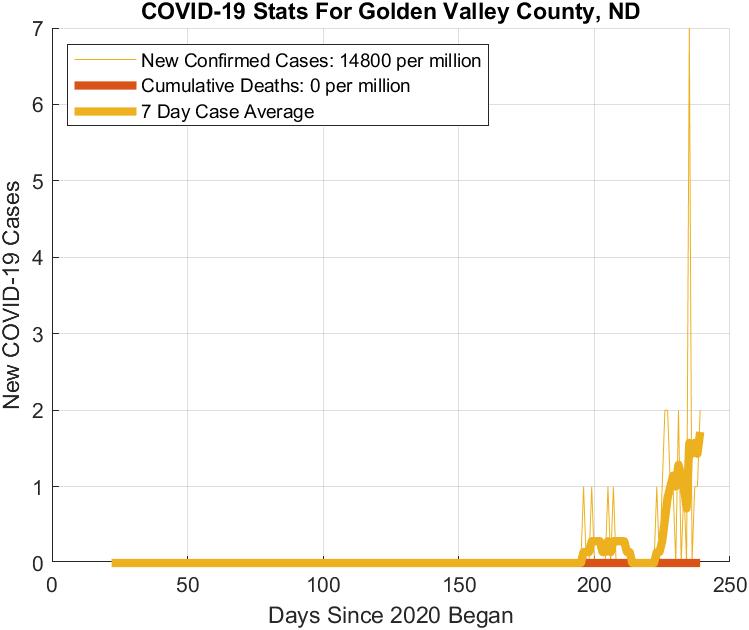 COVID-19 Stats For Golden Valley County, ND
New Confirmed Cases: 14800 per million
Cumulative Deaths: 0 per million
7 Day Case Average
New COVID-19 Cases
7
6
5
4
3
2
1
0
0 50 100 150 200 250
Days Since 2020 Began